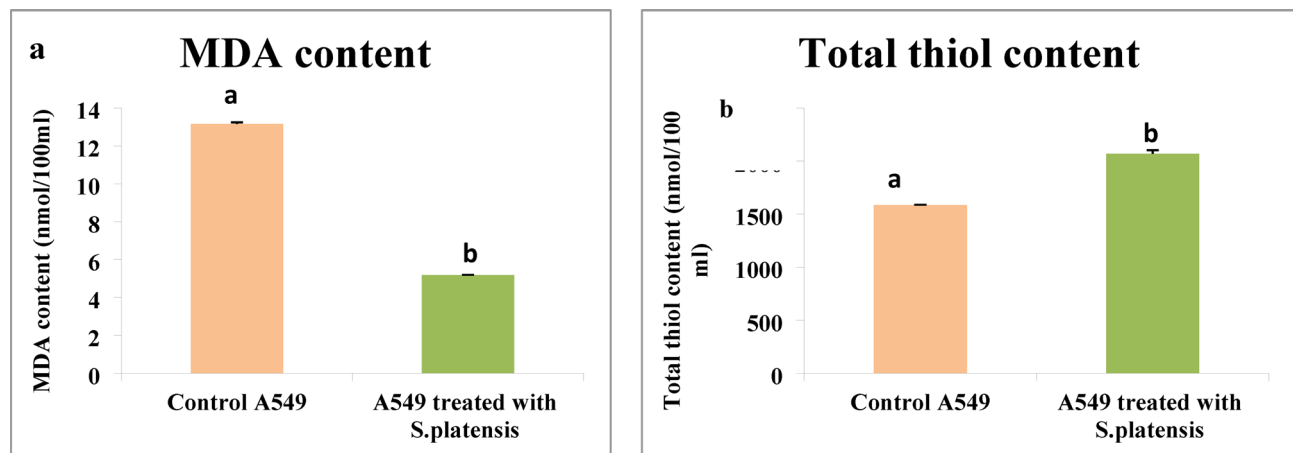 a
MDA content
a
b
MDA content (nmol/100ml)
14
12
10
8
6
4
2
0
Control A549
A549 treated with
S.platensis
Total thiol content
b
a
b
Total thiol content (nmol/100
ml)
1500
1000
500
0
Control A549
A549 treated with
S.platensis